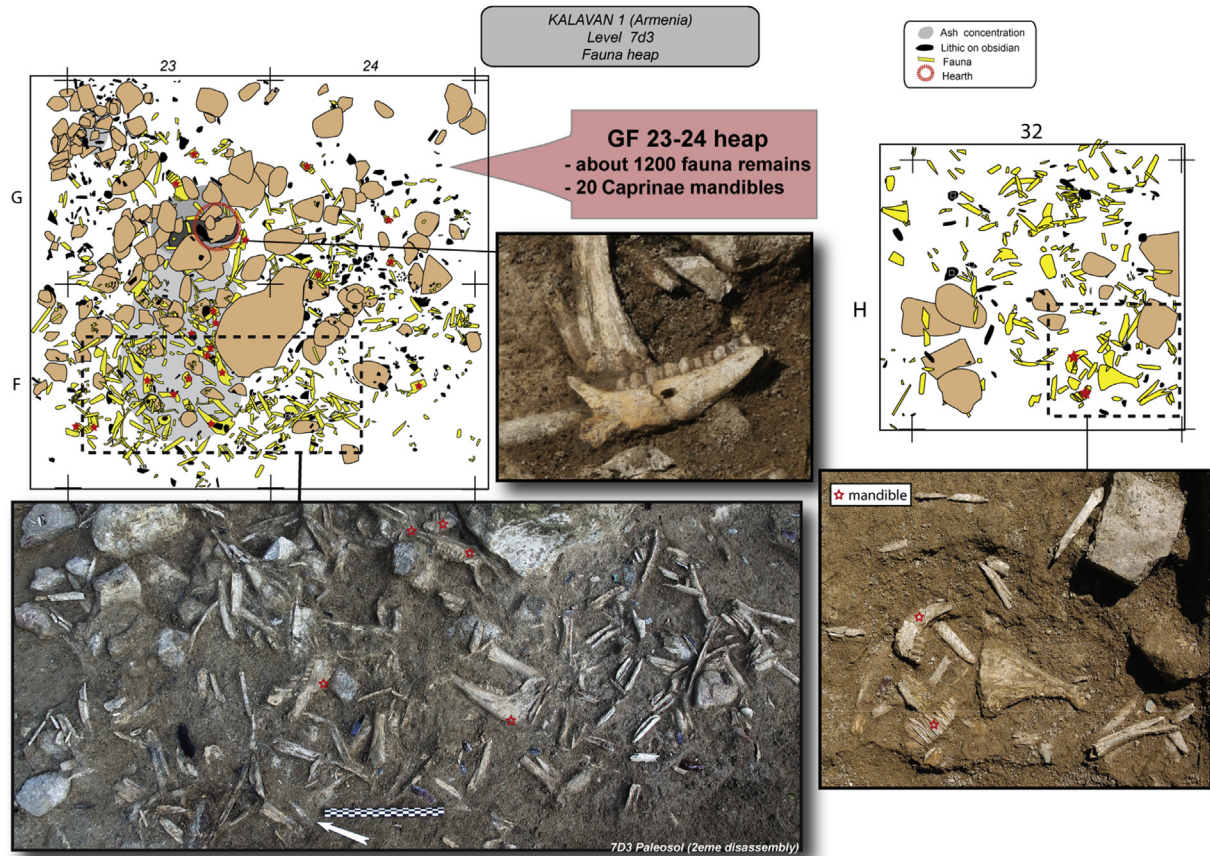 KALAVAN 1 (Armenia)
Level 7d3
Fauna heap
Ash concentration
Lithic on obsidian
Fauna
Hearth
23
24
G
F
GF 23-24 heap
- about 1200 fauna remains
- 20 Caprinae mandibles
32
H
mandible
7D3 Paleosol (2eme disassembly)